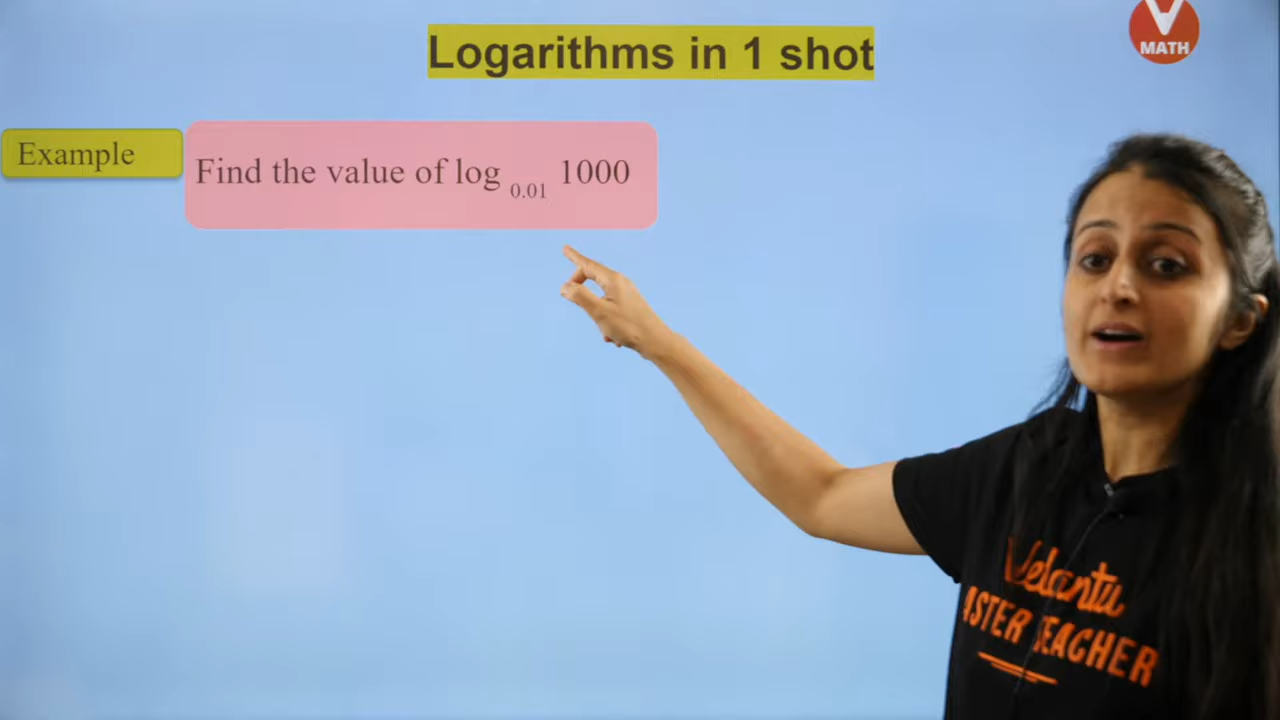 Logarithms in 1 shot
V
MATH
Example
Find the value of log 0.01 1000
Vedantu
MASTER TEACHER